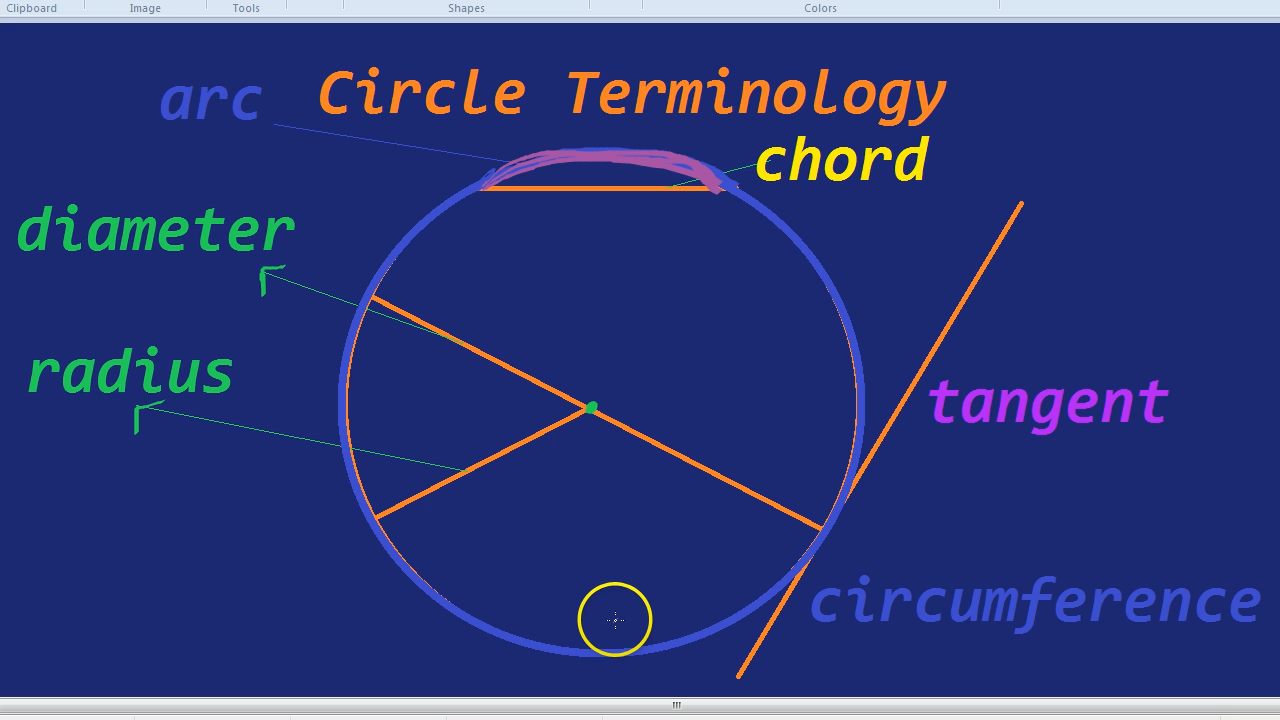 Clipboard Image Tools Shapes Colors
arc Circle Terminology
chord
diameter
radius
tangent
circumference